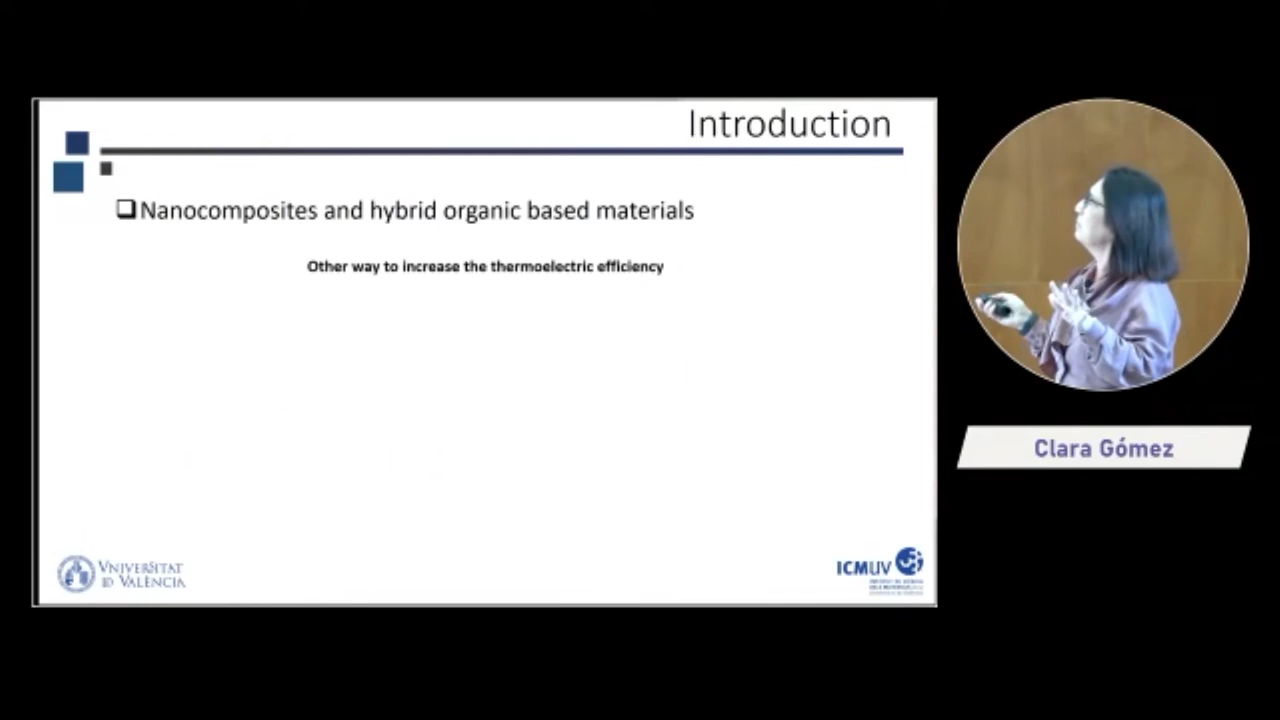 Introduction
❑Nanocomposites and hybrid organic based materials
Other way to increase the thermoelectric efficiency
Clara Gómez
VNIVERSITAT
ID VALÈNCIA
ICMUV